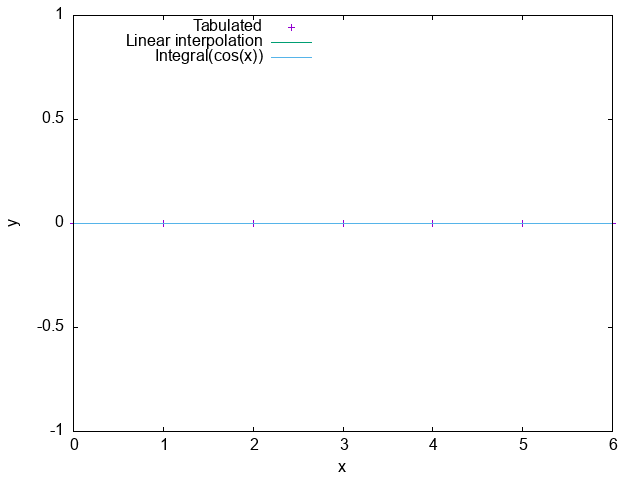 Tabulated
Linear interpolation
Integral(cos(x))
1
0.5
0
-0.5
-1
y
0 1 2 3 4 5 6
x